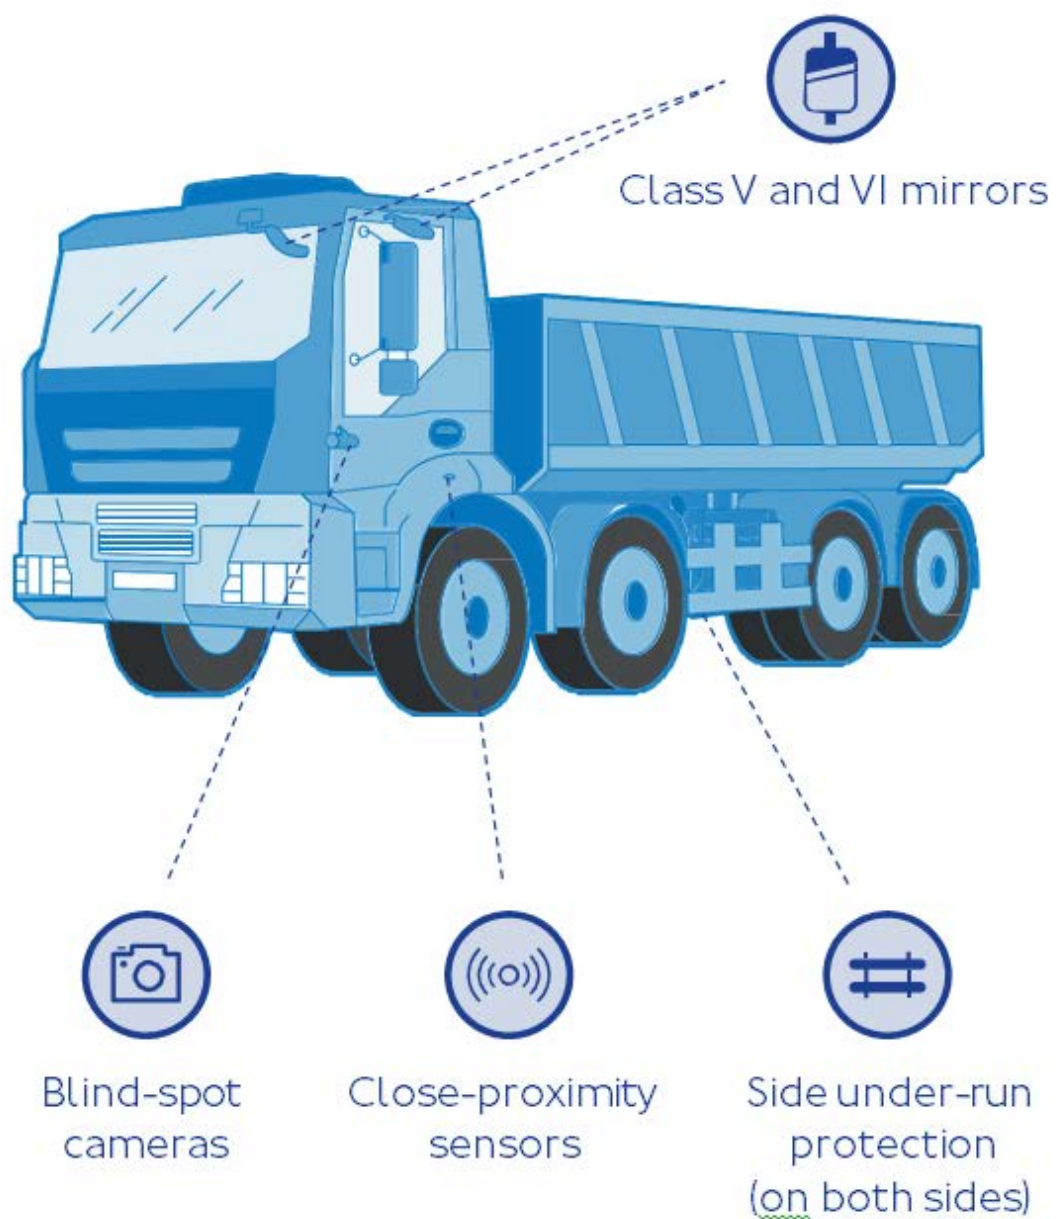 Class V and VI mirrors
Blind-spot
cameras
Close-proximity
sensors
Side under-run
protection
(on both sides)